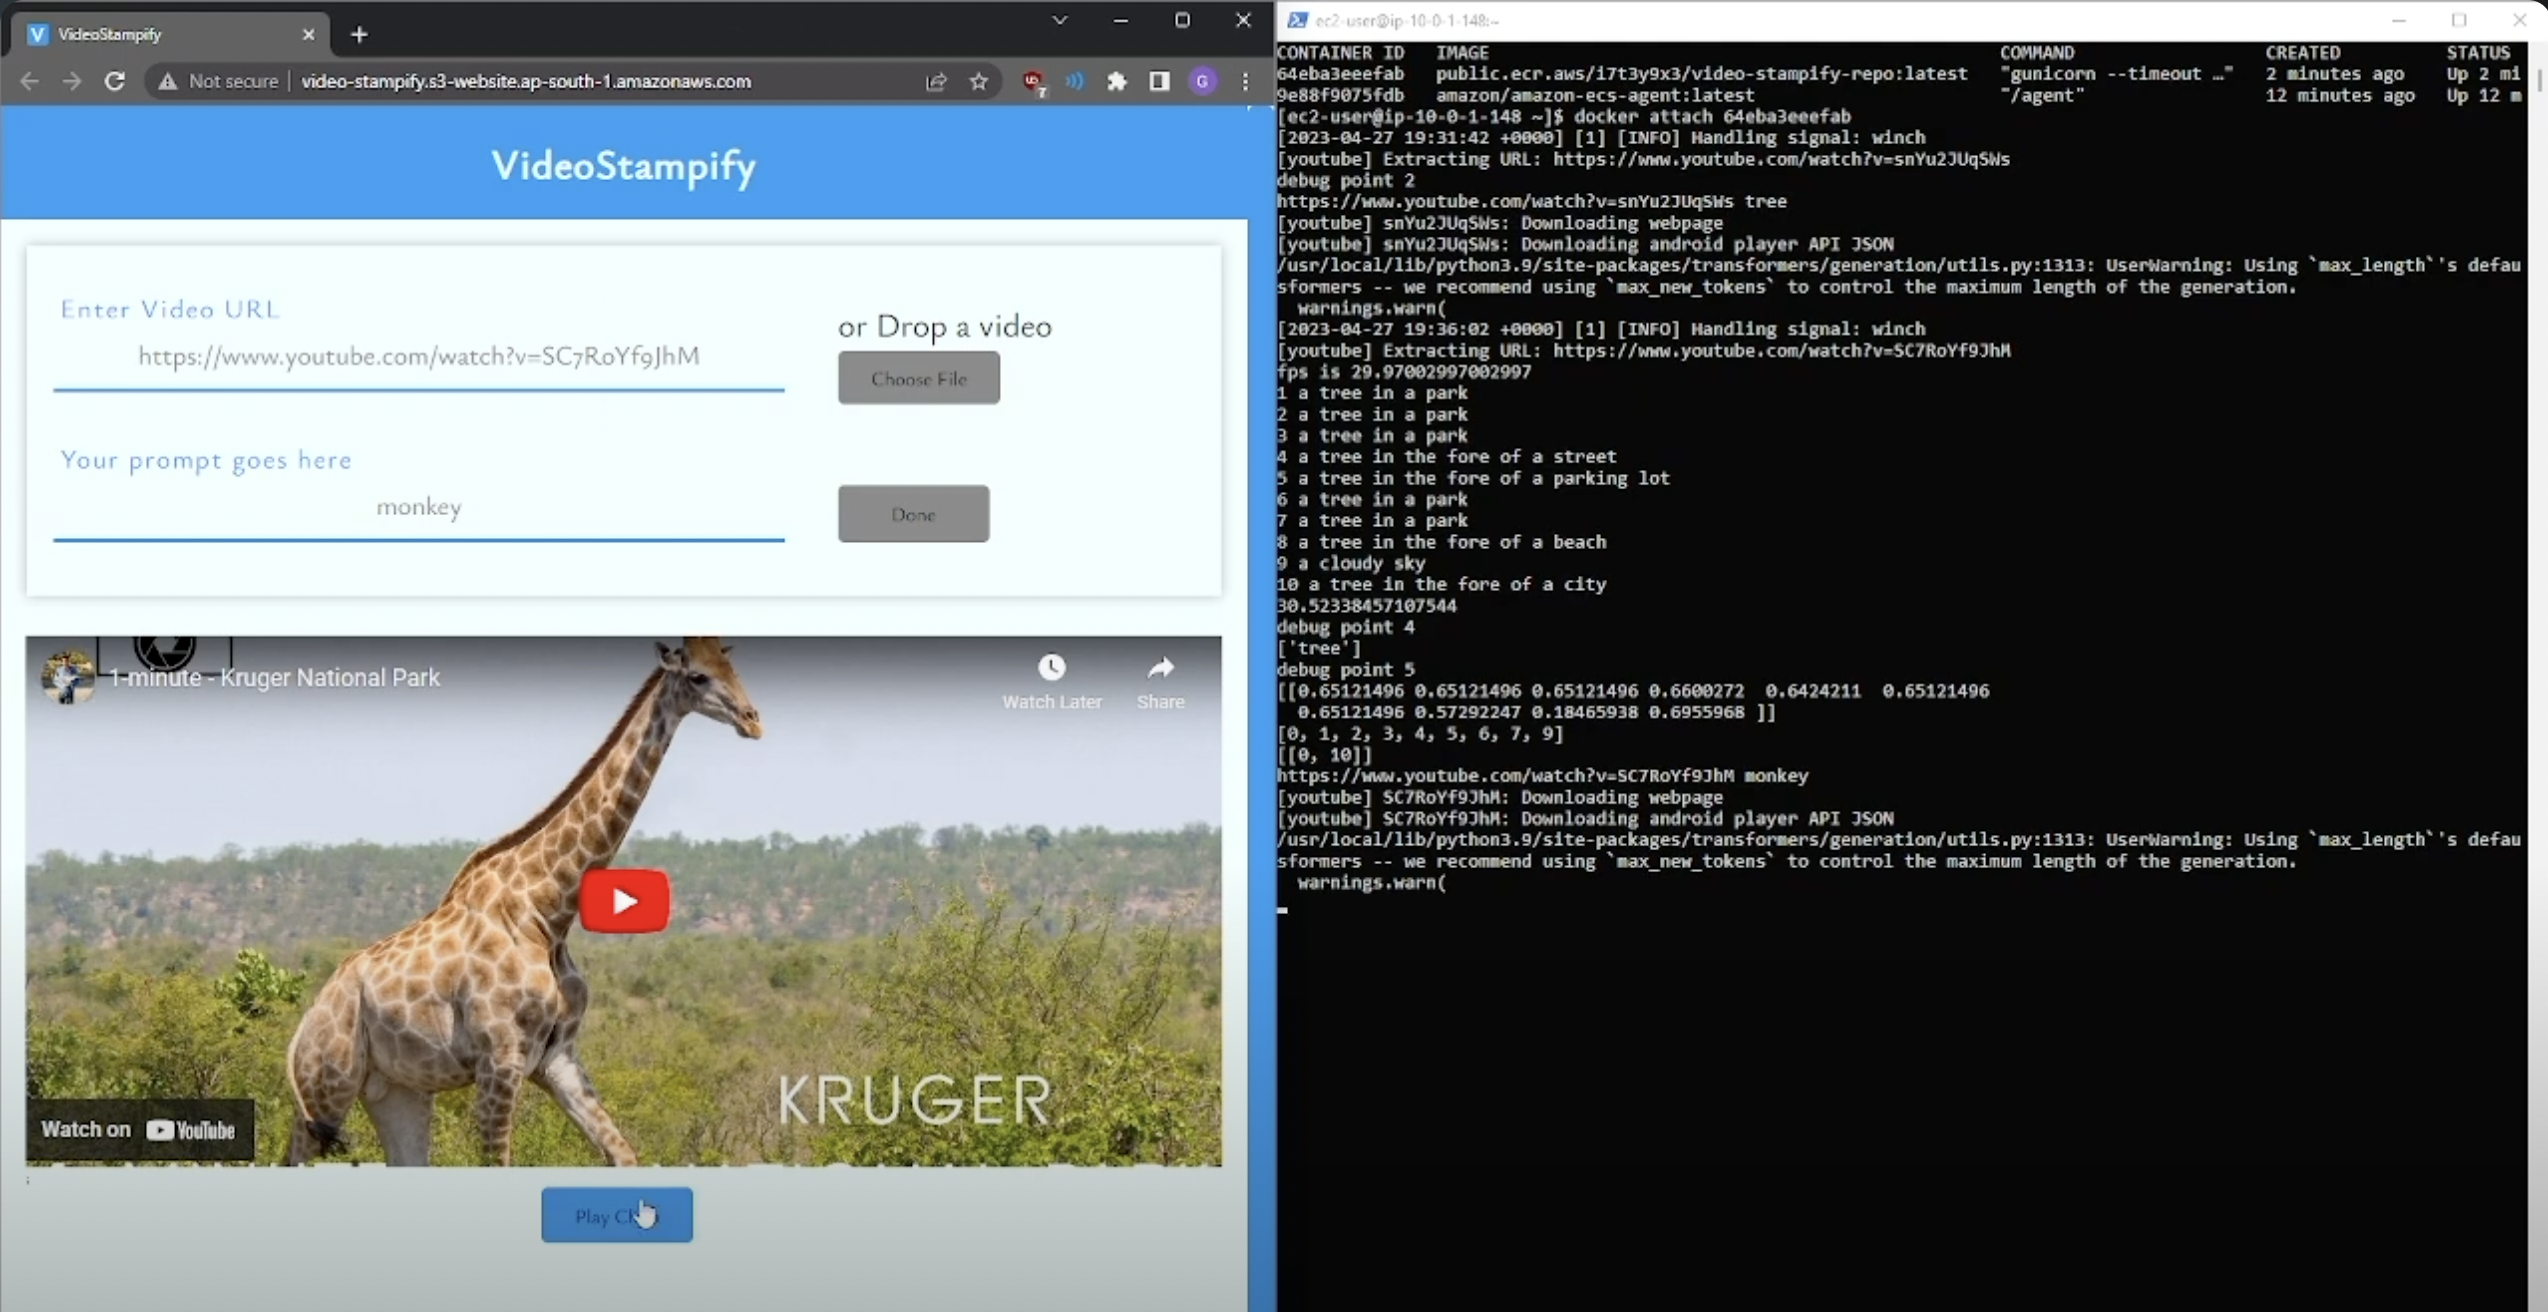 VideoStampify
Not secure
video-stampify.s3-website.ap-south-1.amazonaws.com
7
G
VideoStampify
Enter Video URL
https://www.youtube.com/watch?v=SC7RoYf9JhM
or Drop a video
Choose File
Your prompt goes here
monkey
Done
1-minute - Kruger National Park
Watch Later
Share
KRUGER
Watch on YouTube
Play
ec2-user@ip-10-0-1-148:~
CONTAINER ID IMAGE COMMAND CREATED STATUS
64eba3eeefab public.ecr.aws/i7t3y9x3/video-stampify-repo:latest "gunicorn --timeout …" 2 minutes ago Up 2 mi
9e88f9075fdb amazon/amazon-ecs-agent:latest "/agent" 12 minutes ago Up 12 m
[ec2-user@ip-10-0-1-148 ~]$ docker attach 64eba3eeefab
[2023-04-27 19:31:42 +0000] [1] [INFO] Handling signal: winch
[youtube] Extracting URL: https://www.youtube.com/watch?v=snYu2JUqSWs
debug point 2
https://www.youtube.com/watch?v=snYu2JUqSWs tree
[youtube] snYu2JUqSWs: Downloading webpage
[youtube] snYu2JUqSWs: Downloading android player API JSON
/usr/local/lib/python3.9/site-packages/transformers/generation/utils.py:1313: UserWarning: Using `max_length`'s defau
sformers -- we recommend using `max_new_tokens` to control the maximum length of the generation.
warnings.warn(
[2023-04-27 19:36:02 +0000] [1] [INFO] Handling signal: winch
[youtube] Extracting URL: https://www.youtube.com/watch?v=SC7RoYf9JhM
fps is 29.97002997002997
1 a tree in a park
2 a tree in a park
3 a tree in a park
4 a tree in the fore of a street
5 a tree in the fore of a parking lot
6 a tree in a park
7 a tree in a park
8 a tree in the fore of a beach
9 a cloudy sky
10 a tree in the fore of a city
30.52338457107544
debug point 4
['tree']
debug point 5
[[0.65121496 0.65121496 0.65121496 0.6600272 0.6424211 0.65121496
0.65121496 0.57292247 0.18465938 0.6955968 ]]
[0, 1, 2, 3, 4, 5, 6, 7, 9]
[[0, 10]]
https://www.youtube.com/watch?v=SC7RoYf9JhM monkey
[youtube] SC7RoYf9JhM: Downloading webpage
[youtube] SC7RoYf9JhM: Downloading android player API JSON
/usr/local/lib/python3.9/site-packages/transformers/generation/utils.py:1313: UserWarning: Using `max_length`'s defau
sformers -- we recommend using `max_new_tokens` to control the maximum length of the generation.
warnings.warn(